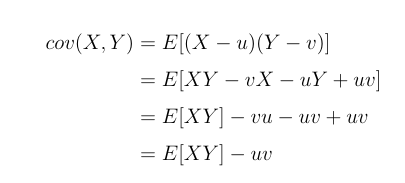 cov(X, Y) = E[(X − u)(Y − v)]
= E[XY − vX − uY + uv]
= E[XY] − vu − uv + uv
= E[XY] − uv